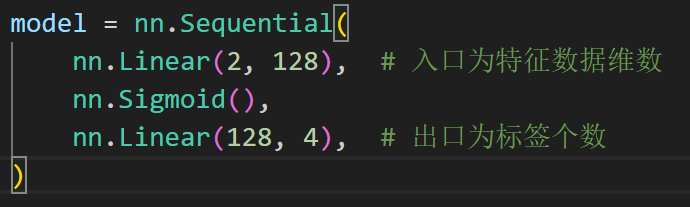 model = nn.Sequential(
    nn.Linear(2, 128),  # 入口为特征数据维数
    nn.Sigmoid(),
    nn.Linear(128, 4),  # 出口为标签个数
)